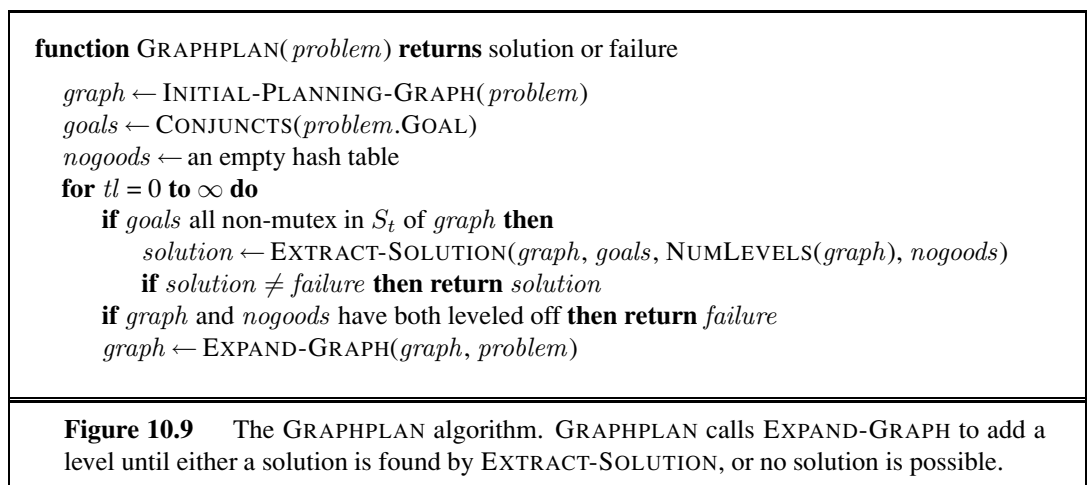 function GRAPHPLAN(problem) returns solution or failure
graph ← INITIAL-PLANNING-GRAPH(problem)
goals ← CONJUNCTS(problem.GOAL)
nogoods ← an empty hash table
for tl = 0 to ∞ do
if goals all non-mutex in St of graph then
solution ← EXTRACT-SOLUTION(graph, goals, NUMLEVELS(graph), nogoods)
if solution ≠ failure then return solution
if graph and nogoods have both leveled off then return failure
graph ← EXPAND-GRAPH(graph, problem)
Figure 10.9 The GRAPHPLAN algorithm. GRAPHPLAN calls EXPAND-GRAPH to add a
level until either a solution is found by EXTRACT-SOLUTION, or no solution is possible.